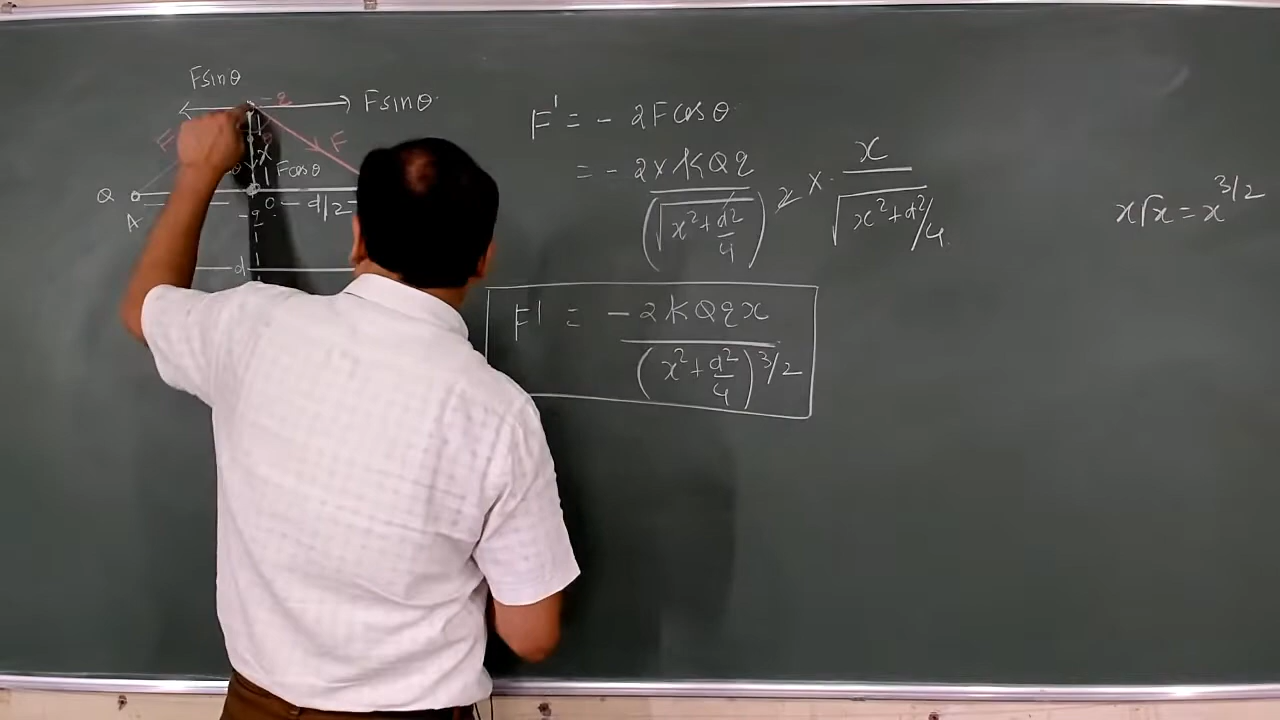 Fsinθ
-q
Fsinθ
F
x
Fcosθ
Q
A
O
d/2
-q
d
F' = - 2Fcosθ
= - 2 x KQq / (√x² + d²/4)² x x / √x² + d²/4
F' = - 2KQqx / (x² + d²/4)^3/2
x√x = x^3/2